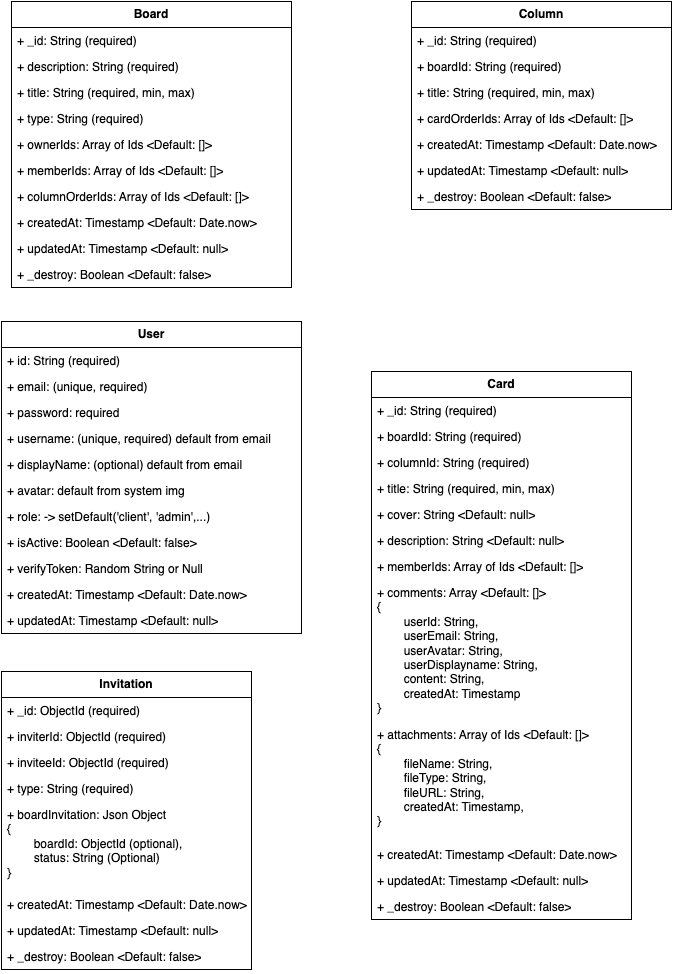 Board
+ _id: String (required)
+ description: String (required)
+ title: String (required, min, max)
+ type: String (required)
+ ownerIds: Array of Ids <Default: []>
+ memberIds: Array of Ids <Default: []>
+ columnOrderIds: Array of Ids <Default: []>
+ createdAt: Timestamp <Default: Date.now>
+ updatedAt: Timestamp <Default: null>
+ _destroy: Boolean <Default: false>
Column
+ _id: String (required)
+ boardId: String (required)
+ title: String (required, min, max)
+ cardOrderIds: Array of Ids <Default: []>
+ createdAt: Timestamp <Default: Date.now>
+ updatedAt: Timestamp <Default: null>
+ _destroy: Boolean <Default: false>
User
+ id: String (required)
+ email: (unique, required)
+ password: required
+ username: (unique, required) default from email
+ displayName: (optional) default from email
+ avatar: default from system img
+ role: -> setDefault('client', 'admin',...)
+ isActive: Boolean <Default: false>
+ verifyToken: Random String or Null
+ createdAt: Timestamp <Default: Date.now>
+ updatedAt: Timestamp <Default: null>
Card
+ _id: String (required)
+ boardId: String (required)
+ columnId: String (required)
+ title: String (required, min, max)
+ cover: String <Default: null>
+ description: String <Default: null>
+ memberIds: Array of Ids <Default: []>
+ comments: Array <Default: []>
{
userId: String,
userEmail: String,
userAvatar: String,
userDisplayname: String,
content: String,
createdAt: Timestamp
}
+ attachments: Array of Ids <Default: []>
{
fileName: String,
fileType: String,
fileURL: String,
createdAt: Timestamp,
}
+ createdAt: Timestamp <Default: Date.now>
+ updatedAt: Timestamp <Default: null>
+ _destroy: Boolean <Default: false>
Invitation
+ _id: ObjectId (required)
+ inviterId: ObjectId (required)
+ inviteeId: ObjectId (required)
+ type: String (required)
+ boardInvitation: Json Object
{
boardId: ObjectId (optional),
status: String (Optional)
}
+ createdAt: Timestamp <Default: Date.now>
+ updatedAt: Timestamp <Default: null>
+ _destroy: Boolean <Default: false>